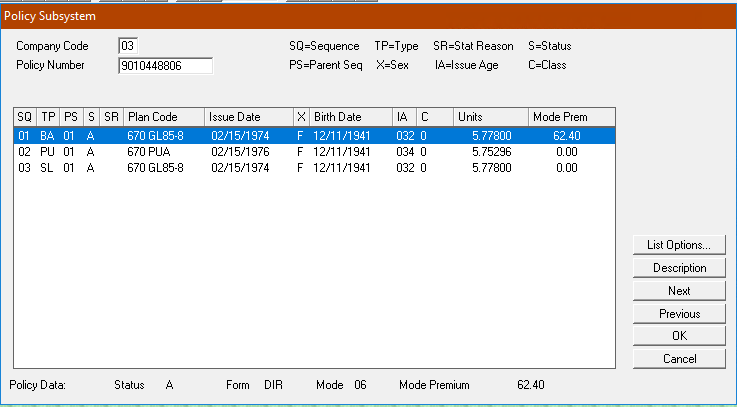 Policy Subsystem
Company Code 03 SQ=Sequence TP=Type SR=Stat Reason S=Status
Policy Number 9010448806 PS=Parent Seq X=Sex IA=Issue Age C=Class
SQ TP PS S SR Plan Code Issue Date X Birth Date IA C Units Mode Prem
01 BA 01 A 670 GL85-8 02/15/1974 F 12/11/1941 032 0 5.77800 62.40
02 PU 01 A 670 PUA 02/15/1976 F 12/11/1941 034 0 5.75296 0.00
03 SL 01 A 670 GL85-8 02/15/1974 F 12/11/1941 032 0 5.77800 0.00
List Options...
Description
Next
Previous
OK
Cancel
Policy Data: Status A Form DIR Mode 06 Mode Premium 62.40